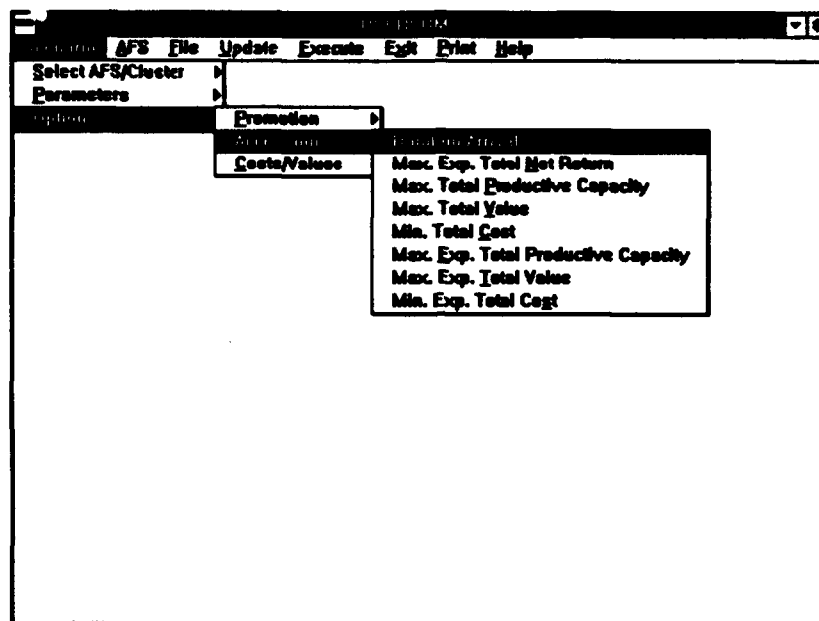 AFS File Update Execute Exit Print Help
Select AFS/Cluster
Parameters
Option
Promotion
Costs/Values
Max. Exp. Total Net Return
Max. Total Productive Capacity
Max. Total Value
Min. Total Cost
Max. Exp. Total Productive Capacity
Max. Exp. Total Value
Min. Exp. Total Cost